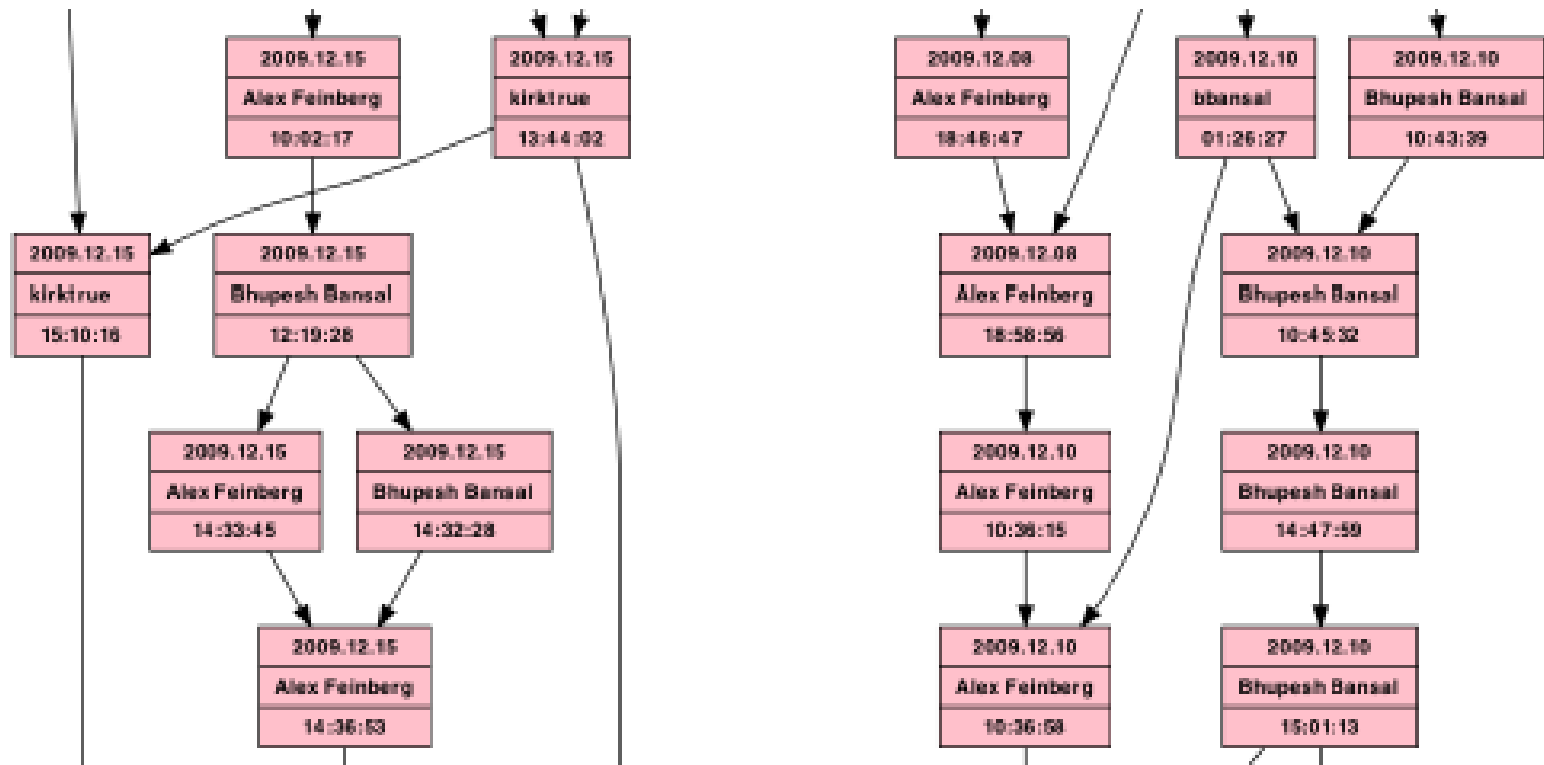 2009.12.15
Alex Feinberg
10:02:17
2009.12.15
kirktrue
13:44:02
2009.12.15
kirktrue
15:10:16
2009.12.15
Bhupesh Bansal
12:19:28
2009.12.15
Alex Feinberg
14:33:45
2009.12.15
Bhupesh Bansal
14:32:28
2009.12.15
Alex Feinberg
14:36:53
2009.12.08
Alex Feinberg
18:48:47
2009.12.10
bbansal
01:26:27
2009.12.10
Bhupesh Bansal
10:43:39
2009.12.08
Alex Feinberg
18:58:56
2009.12.10
Bhupesh Bansal
10:45:32
2009.12.10
Alex Feinberg
10:36:15
2009.12.10
Bhupesh Bansal
14:47:59
2009.12.10
Alex Feinberg
10:36:58
2009.12.10
Bhupesh Bansal
15:01:13